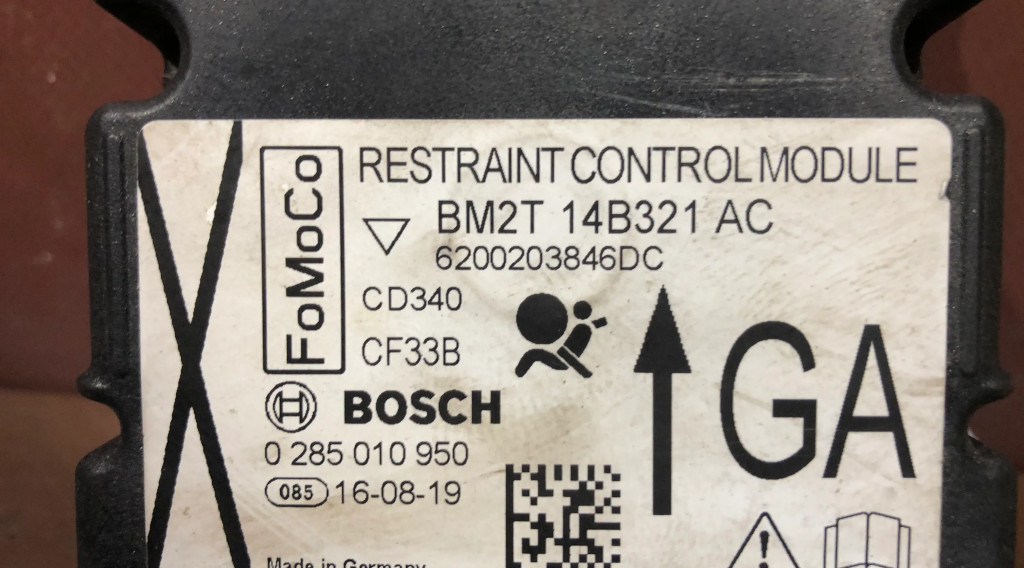 FoMoCo
RESTRAINT CONTROL MODULE
BM2T 14B321 AC
6200203846DC
CD340
CF33B
GA
BOSCH
0 285 010 950
085 16-08-19
Made in Germany